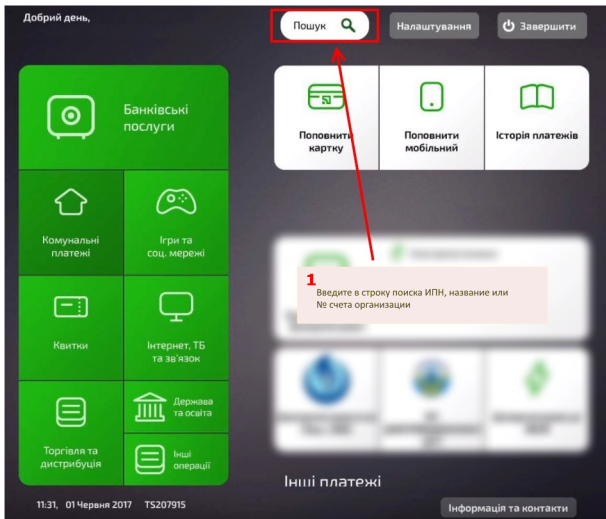 Добрий день,
Пошук
Налаштування
Завершити
Банківські
послуги
Комунальні
платежі
Ігри та
соц. мережі
Квитки
Інтернет, ТБ
та зв'язок
Торгівля та
дистрибуція
Держава
та освіта
Інші
операції
Поповнити
картку
Поповнити
мобільний
Історія платежів
1
Введите в строку поиска ИПН, название или
№ счета организации
Інші платежі
11:31, 01 Червня 2017 TS207915
Інформація та контакти